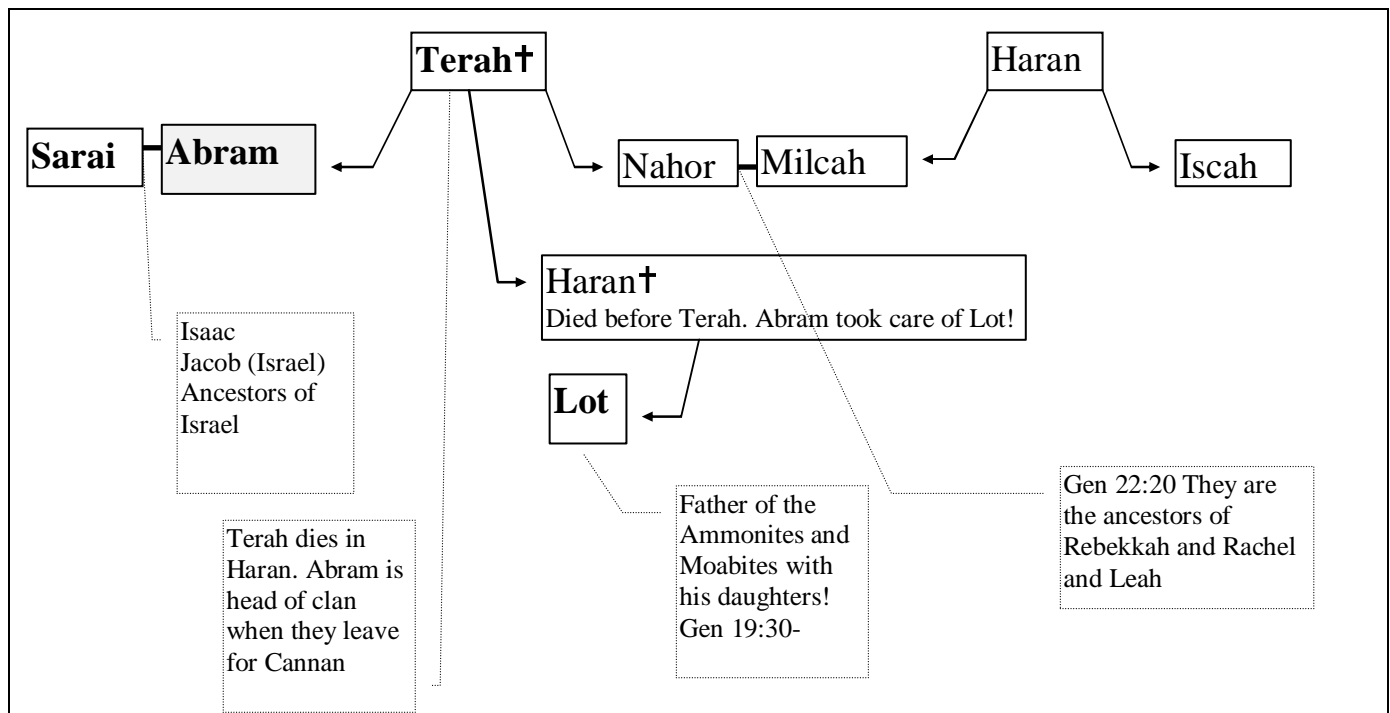 Terah✝
Haran
Sarai
Abram
Nahor
Milcah
Iscah
Haran✝
Died before Terah. Abram took care of Lot!
Isaac
Jacob (Israel)
Ancestors of
Israel
Lot
Gen 22:20 They are
the ancestors of
Rebekkah and Rachel
and Leah
Father of the
Ammonites and
Moabites with
his daughters!
Gen 19:30-
Terah dies in
Haran. Abram is
head of clan
when they leave
for Cannan